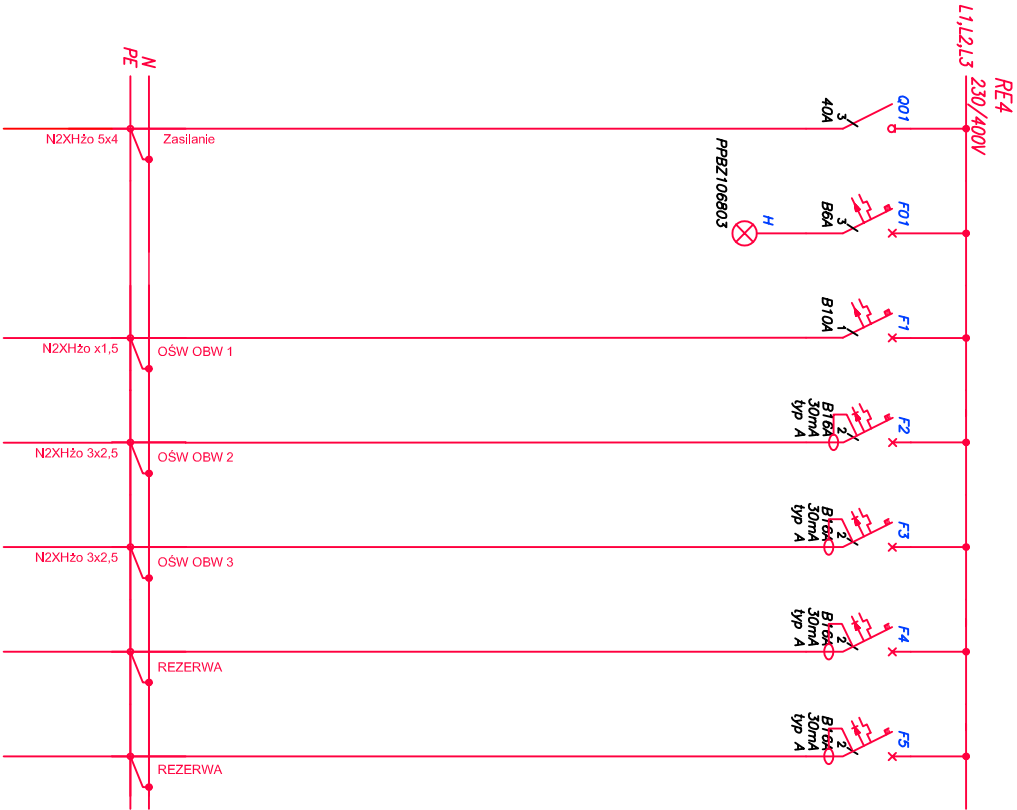 RE4
230/400V
L1,L2,L3
N
PE
Q01
3
40A
N2XHżo 5x4
Zasilanie
F01
3
B6A
H
PPBZ106803
F1
1
B10A
N2XHżo x1,5
OŚW OBW 1
F2
2
B16A
30mA
typ A
N2XHżo 3x2,5
OŚW OBW 2
F3
2
B16A
30mA
typ A
N2XHżo 3x2,5
OŚW OBW 3
F4
2
B16A
30mA
typ A
REZERWA
F5
2
B16A
30mA
typ A
REZERWA